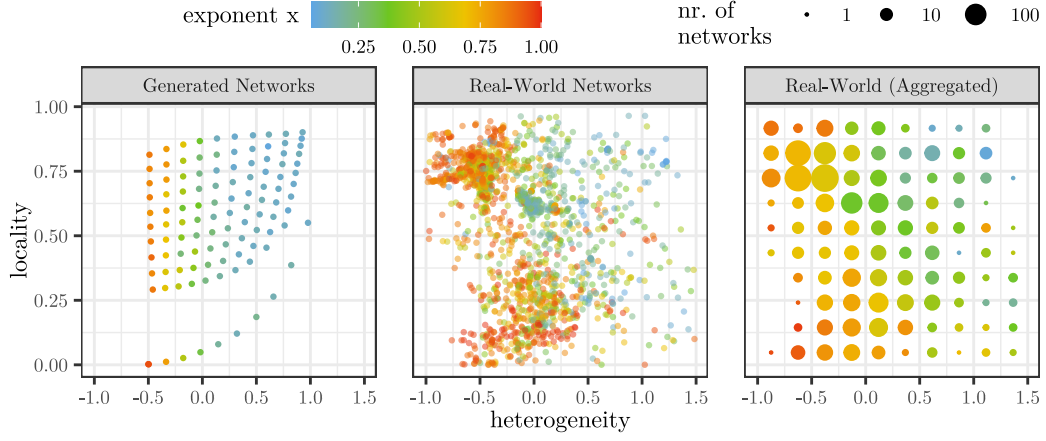 exponent x
0.25 0.50 0.75 1.00
nr. of
networks
1 10 100
Generated Networks
Real-World Networks
Real-World (Aggregated)
locality
1.00
0.75
0.50
0.25
0.00
-1.0 -0.5 0.0 0.5 1.0 1.5
-1.0 -0.5 0.0 0.5 1.0 1.5
-1.0 -0.5 0.0 0.5 1.0 1.5
heterogeneity